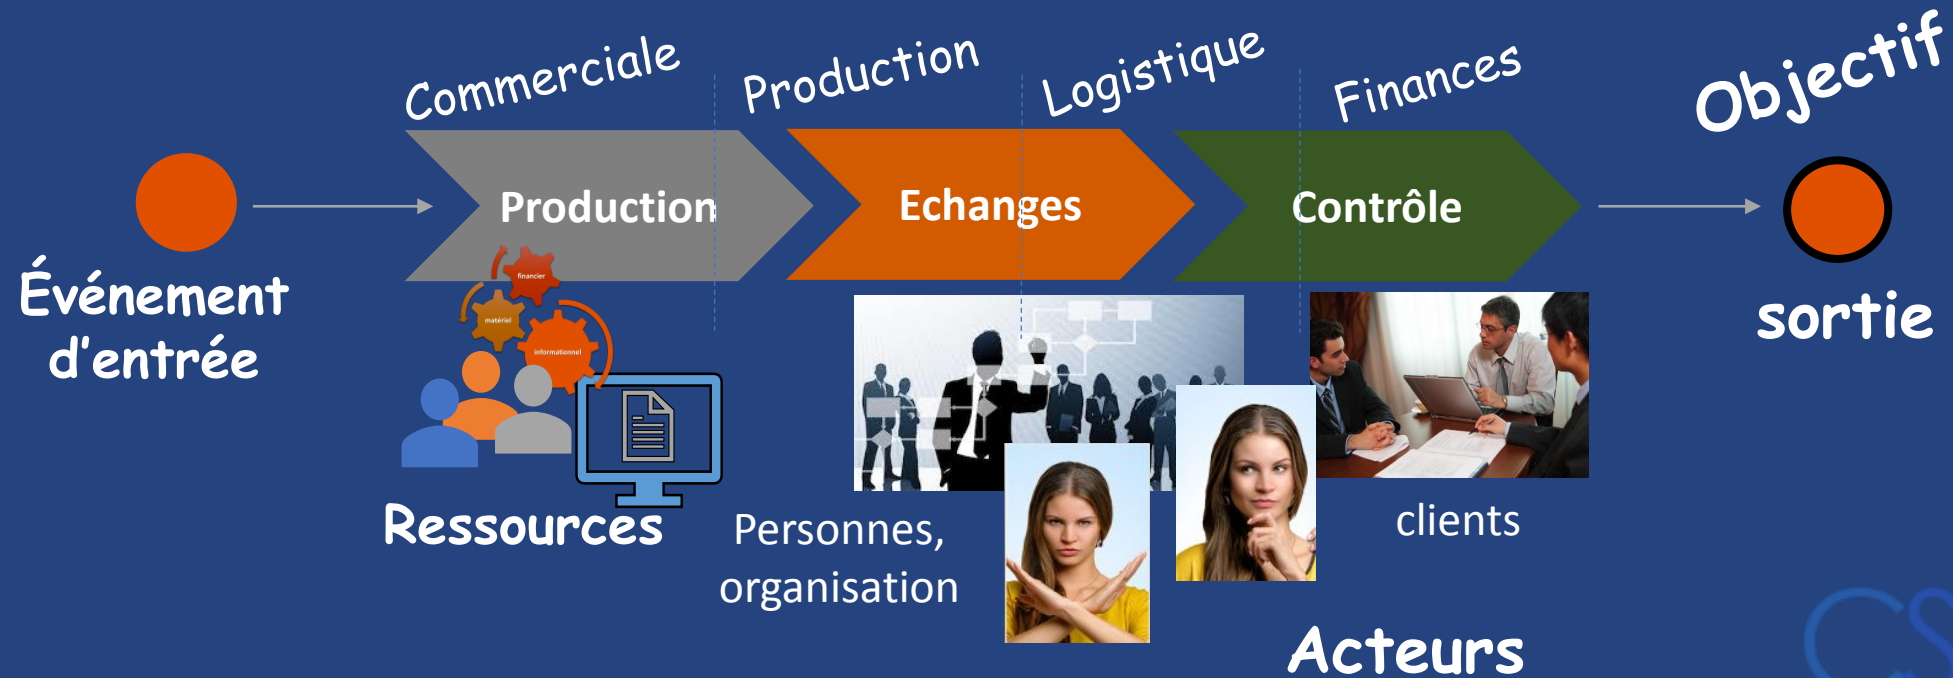 Commerciale
Production
Logistique
Finances
Objectif
Production
Echanges
Contrôle
Événement
d’entrée
sortie
financier
matériel
informationnel
Ressources
Personnes,
organisation
clients
Acteurs